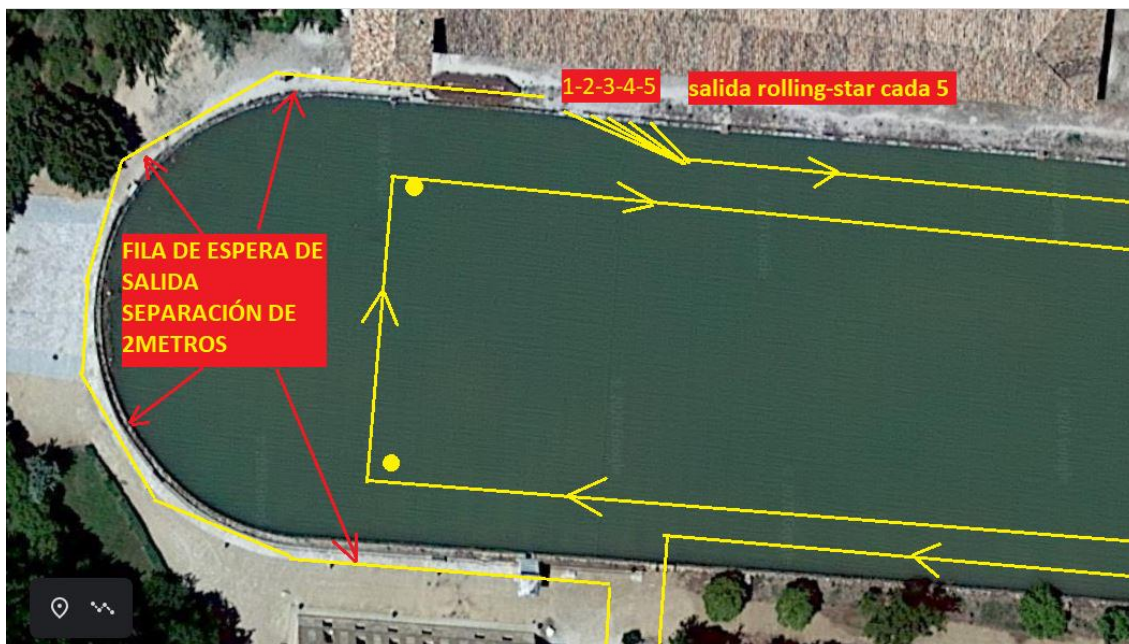 1-2-3-4-5
salida rolling-star cada 5
FILA DE ESPERA DE
SALIDA
SEPARACIÓN DE
2METROS